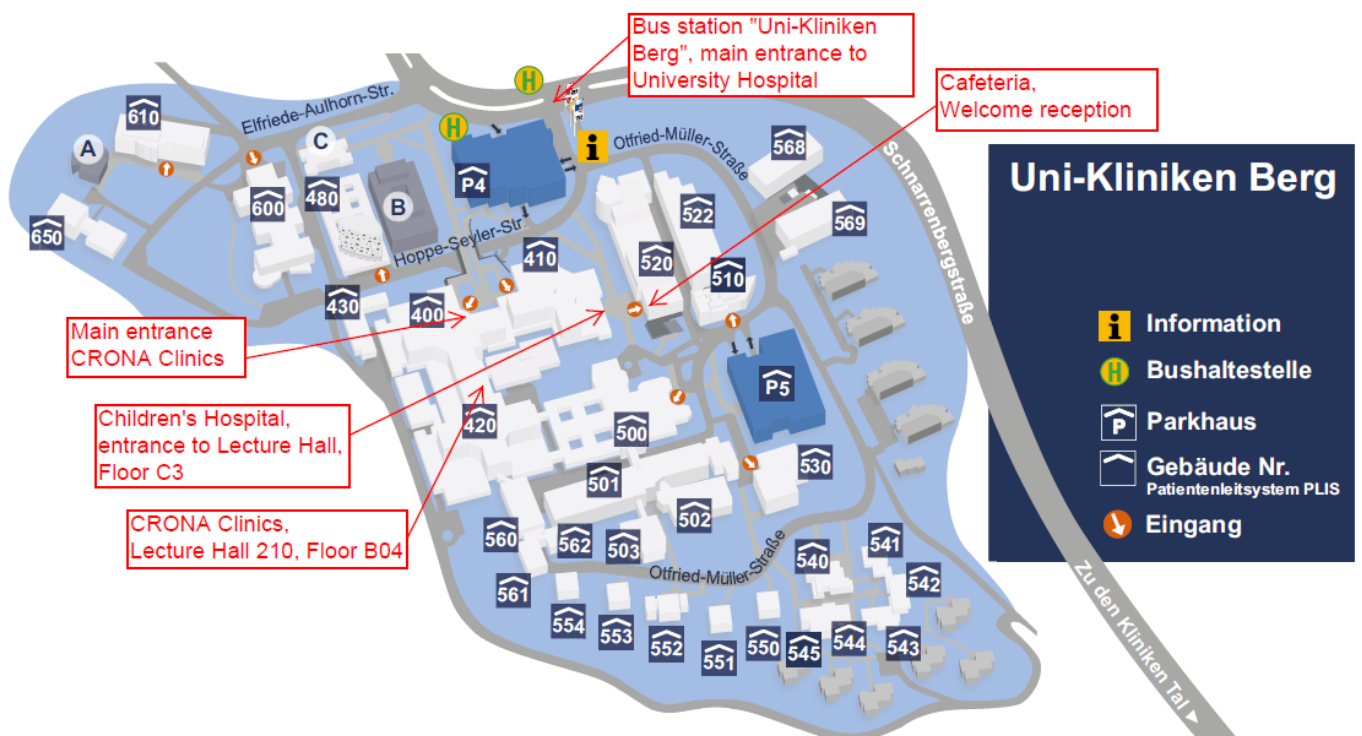 Bus station "Uni-Kliniken
Berg", main entrance to
University Hospital
Cafeteria,
Welcome reception
Elfriede-Aulhorn-Str.
610
A
C
H
H
i
Otfried-Müller-Straße
568
Schnarrenbergstraße
Uni-Kliniken Berg
P4
480
600
B
650
522
569
Hoppe-Seyler-Str.
410
520
510
430
400
Main entrance
CRONA Clinics
i Information
H Bushaltestelle
P Parkhaus
Gebäude Nr.
Patientenleitsystem PLIS
Eingang
P5
Children's Hospital,
entrance to Lecture Hall,
Floor C3
420
500
530
501
502
CRONA Clinics,
Lecture Hall 210, Floor B04
560
562
503
Otfried-Müller-Straße
540
541
542
561
554
553
552
551
550
545
544
543
Zu den Kliniken Tal